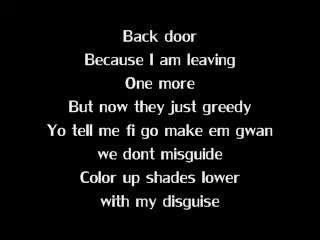 Back door
Because I am leaving
One more
But now they just greedy
Yo tell me fi go make em gwan
we dont misguide
Color up shades lower
with my disguise